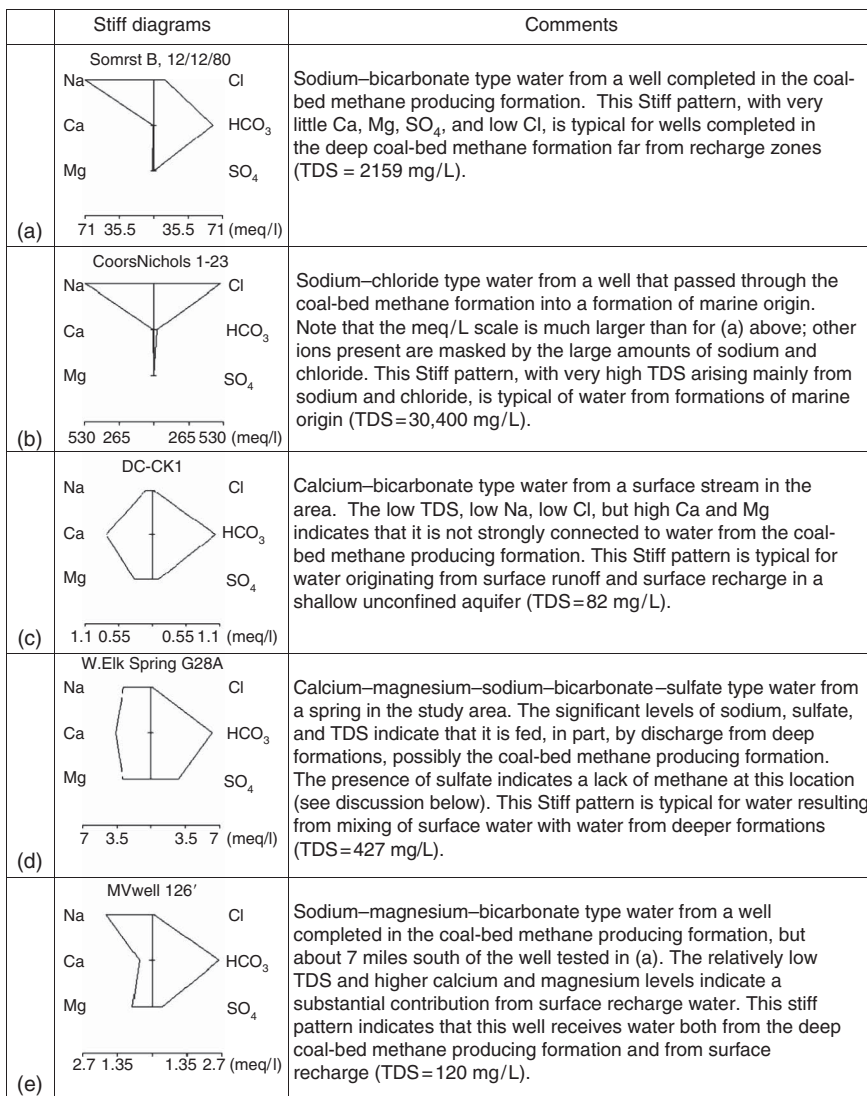 Stiff diagrams Comments
(a)
Somrst B, 12/12/80
Na Cl
Ca HCO₃
Mg SO₄
71 35.5 35.5 71 (meq/l)
Sodium–bicarbonate type water from a well completed in the coal-
bed methane producing formation. This Stiff pattern, with very
little Ca, Mg, SO₄, and low Cl, is typical for wells completed in
the deep coal-bed methane formation far from recharge zones
(TDS = 2159 mg/L).
(b)
CoorsNichols 1-23
Na Cl
Ca HCO₃
Mg SO₄
530 265 265 530 (meq/l)
Sodium–chloride type water from a well that passed through the
coal-bed methane formation into a formation of marine origin.
Note that the meq/L scale is much larger than for (a) above; other
ions present are masked by the large amounts of sodium and
chloride. This Stiff pattern, with very high TDS arising mainly from
sodium and chloride, is typical of water from formations of marine
origin (TDS=30,400 mg/L).
(c)
DC-CK1
Na Cl
Ca HCO₃
Mg SO₄
1.1 0.55 0.55 1.1 (meq/l)
Calcium–bicarbonate type water from a surface stream in the
area. The low TDS, low Na, low Cl, but high Ca and Mg
indicates that it is not strongly connected to water from the coal-
bed methane producing formation. This Stiff pattern is typical for
water originating from surface runoff and surface recharge in a
shallow unconfined aquifer (TDS=82 mg/L).
(d)
W.Elk Spring G28A
Na Cl
Ca HCO₃
Mg SO₄
7 3.5 3.5 7 (meq/l)
Calcium–magnesium–sodium–bicarbonate–sulfate type water from
a spring in the study area. The significant levels of sodium, sulfate,
and TDS indicate that it is fed, in part, by discharge from deep
formations, possibly the coal-bed methane producing formation.
The presence of sulfate indicates a lack of methane at this location
(see discussion below). This Stiff pattern is typical for water resulting
from mixing of surface water with water from deeper formations
(TDS=427 mg/L).
(e)
MVwell 126′
Na Cl
Ca HCO₃
Mg SO₄
2.7 1.35 1.35 2.7 (meq/l)
Sodium–magnesium–bicarbonate type water from a well
completed in the coal-bed methane producing formation, but
about 7 miles south of the well tested in (a). The relatively low
TDS and higher calcium and magnesium levels indicate a
substantial contribution from surface recharge water. This stiff
pattern indicates that this well receives water both from the deep
coal-bed methane producing formation and from surface
recharge (TDS=120 mg/L).